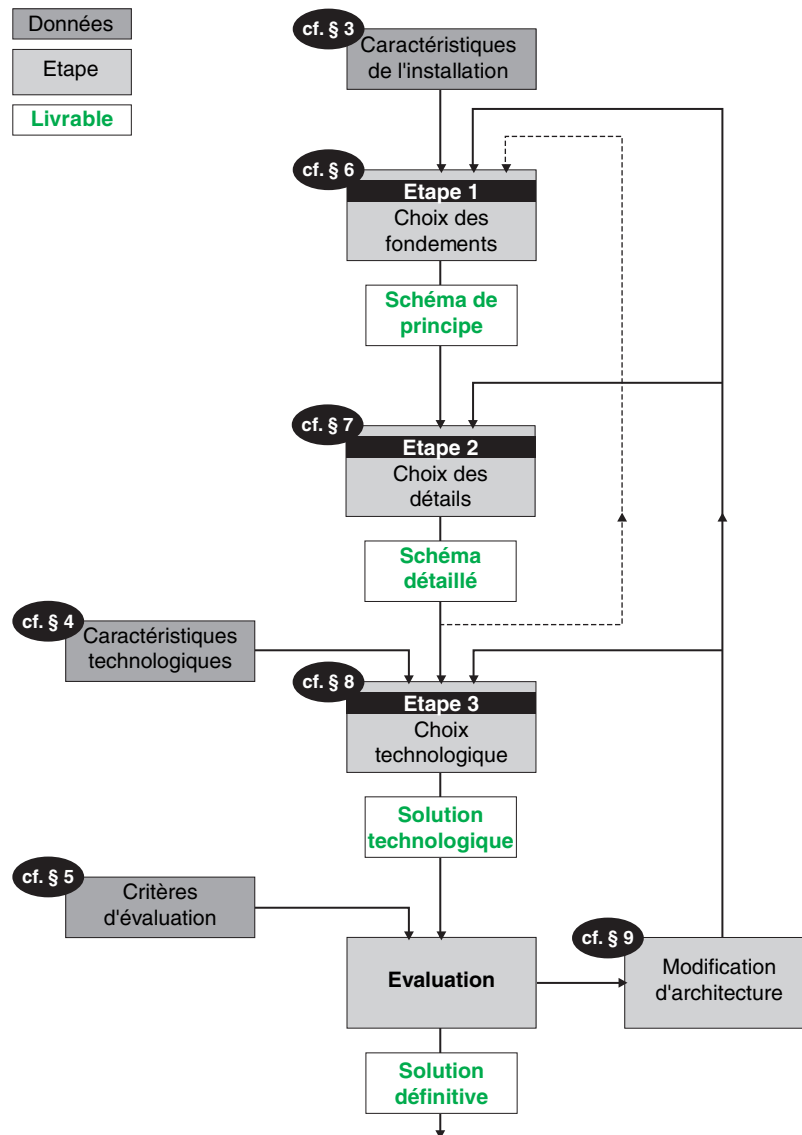 Données
Etape
Livrable
cf. § 3
Caractéristiques
de l'installation
cf. § 6
Etape 1
Choix des
fondements
Schéma de
principe
cf. § 7
Etape 2
Choix des
détails
Schéma
détaillé
cf. § 4
Caractéristiques
technologiques
cf. § 8
Etape 3
Choix
technologique
Solution
technologique
cf. § 5
Critères
d'évaluation
Evaluation
cf. § 9
Modification
d'architecture
Solution
définitive